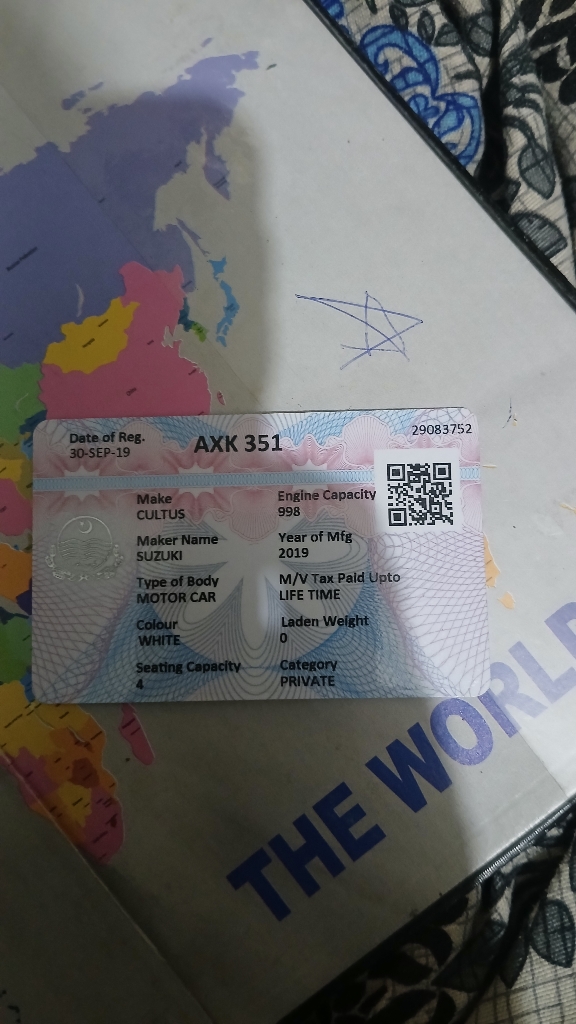 Date of Reg.
30-SEP-19
AXK 351
29083752
Make
CULTUS
Engine Capacity
998
Maker Name
SUZUKI
Year of Mfg
2019
Type of Body
MOTOR CAR
M/V Tax Paid Upto
LIFE TIME
Colour
WHITE
Laden Weight
0
Seating Capacity
4
Category
PRIVATE
THE WORLD